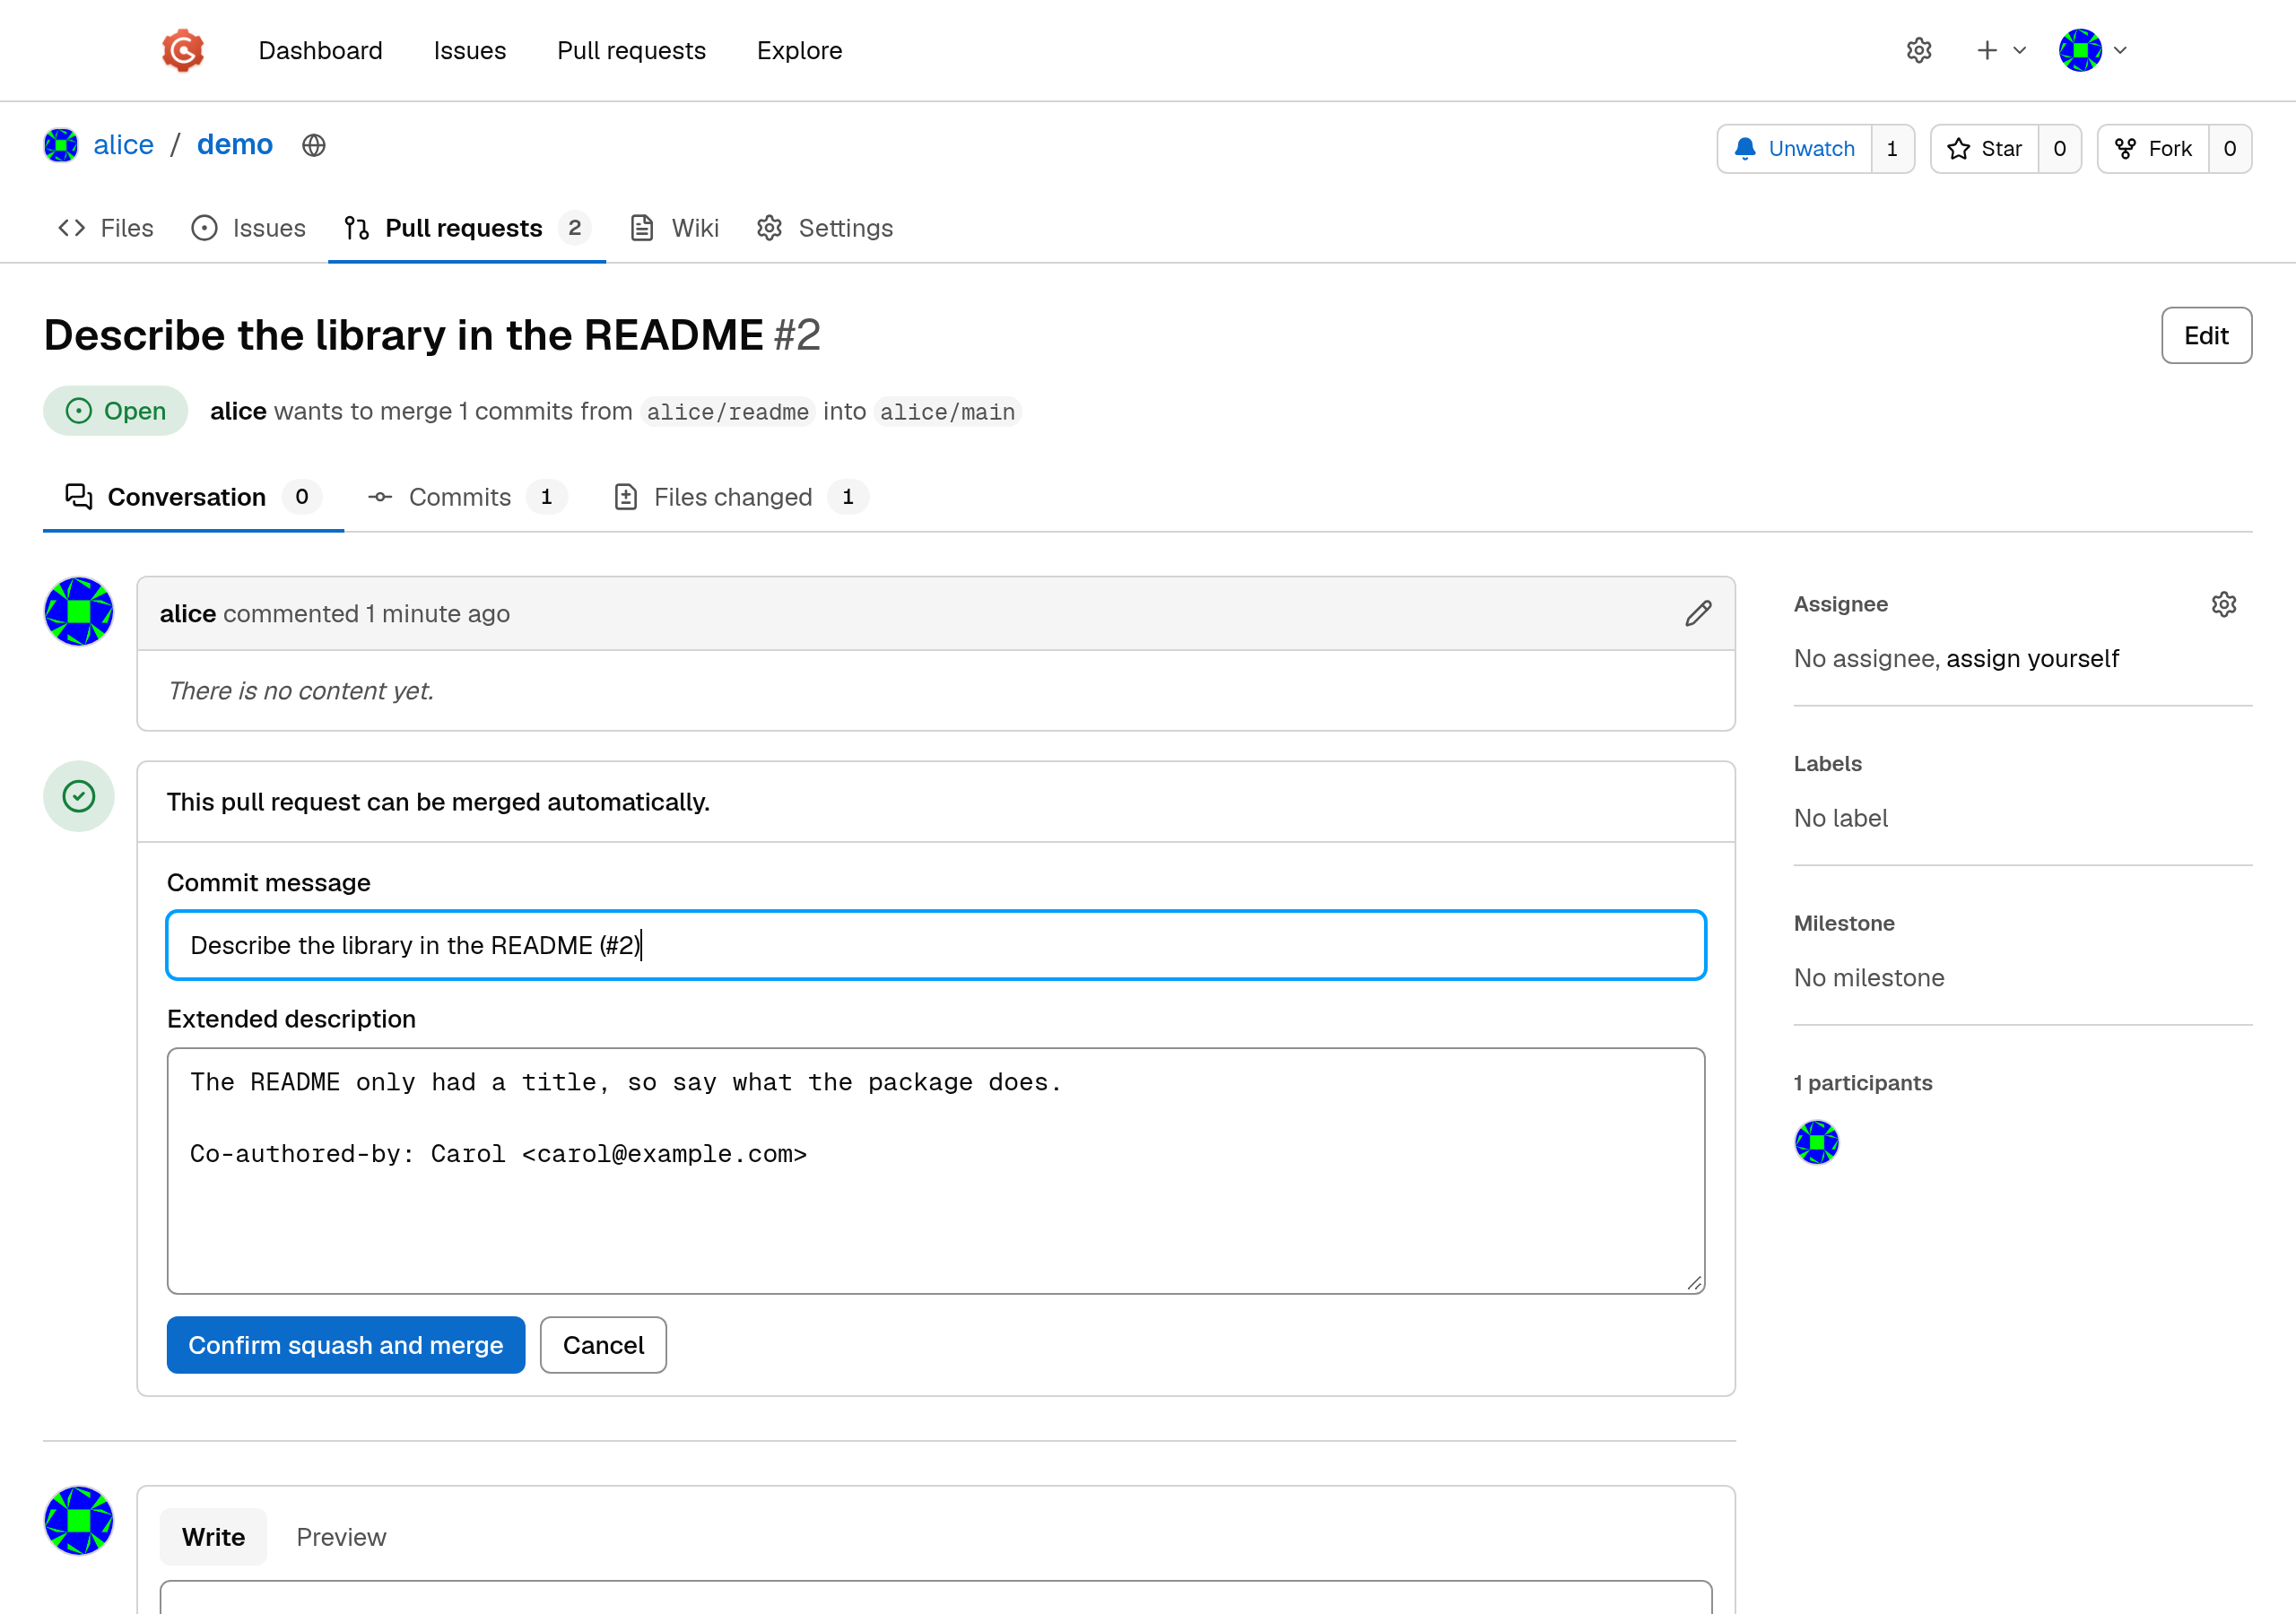 Dashboard Issues Pull requests Explore
alice / demo
Unwatch 1 Star 0 Fork 0
Files Issues Pull requests 2 Wiki Settings
Describe the library in the README #2
Edit
Open alice wants to merge 1 commits from alice/readme into alice/main
Conversation 0 Commits 1 Files changed 1
alice commented 1 minute ago
There is no content yet.
This pull request can be merged automatically.
Commit message
Describe the library in the README (#2)
Extended description
The README only had a title, so say what the package does.
Co-authored-by: Carol <carol@example.com>
Confirm squash and merge Cancel
Write Preview
Assignee
No assignee, assign yourself
Labels
No label
Milestone
No milestone
1 participants